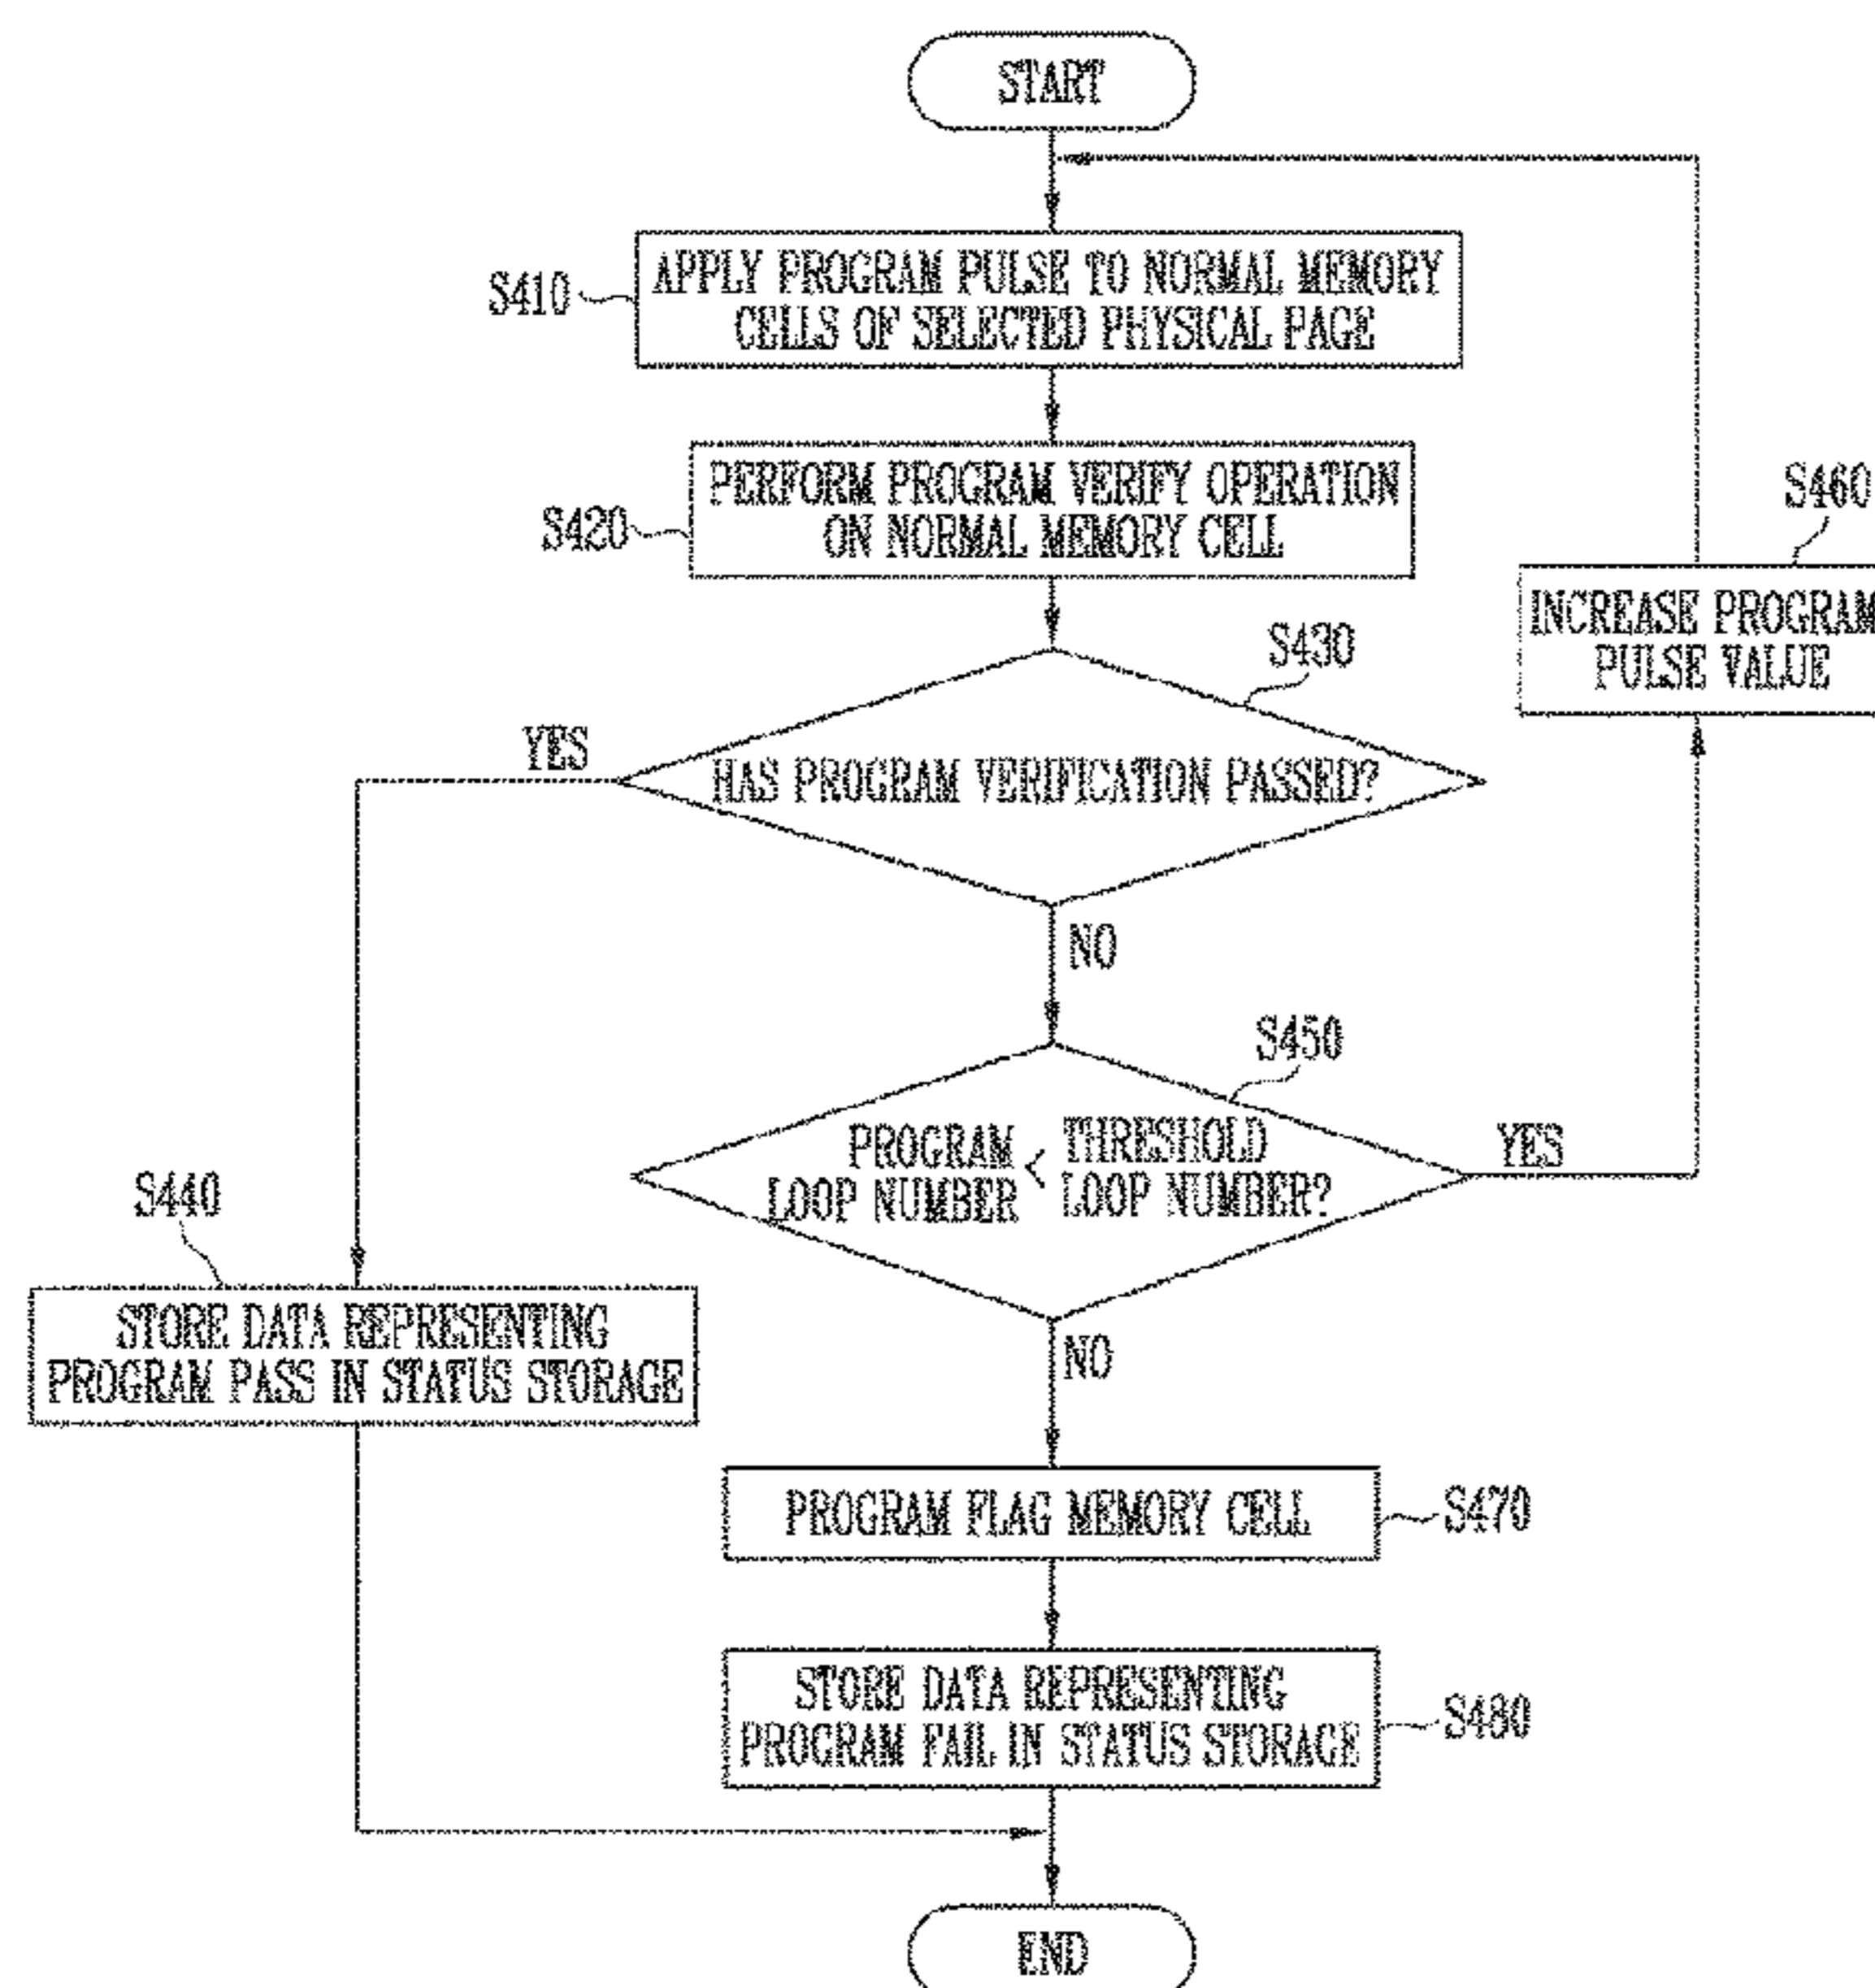 START
S410
APPLY PROGRAM PULSE TO NORMAL MEMORY
CELLS OF SELECTED PHYSICAL PAGE
S420
PERFORM PROGRAM VERIFY OPERATION
ON NORMAL MEMORY CELL
S460
INCREASE PROGRAM
PULSE VALUE
S430
YES
HAS PROGRAM VERIFICATION PASSED?
NO
S450
PROGRAM
LOOP NUMBER
<
THRESHOLD
LOOP NUMBER?
YES
S440
STORE DATA REPRESENTING
PROGRAM PASS IN STATUS STORAGE
NO
PROGRAM FLAG MEMORY CELL
S470
STORE DATA REPRESENTING
PROGRAM FAIL IN STATUS STORAGE
S480
END